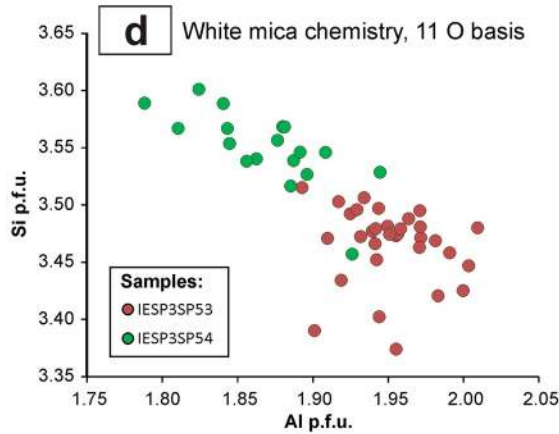 d White mica chemistry, 11 O basis
3.65
3.60
3.55
3.50
3.45
3.40
3.35
Si p.f.u.
Samples:
IESP3SP53
IESP3SP54
1.75 1.80 1.85 1.90 1.95 2.00 2.05
Al p.f.u.